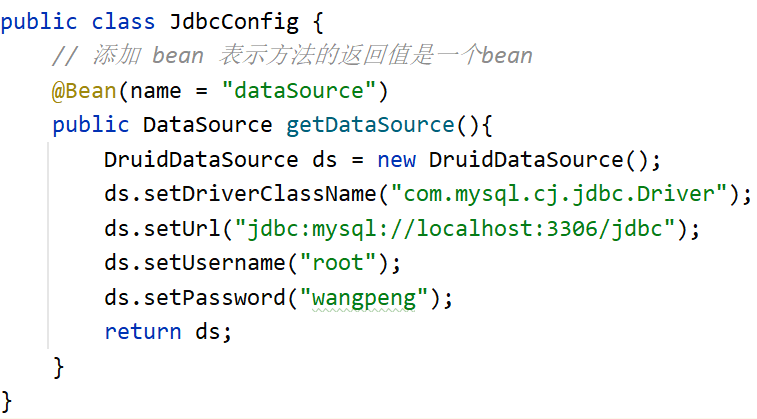 public class JdbcConfig {
// 添加 bean 表示方法的返回值是一个bean
@Bean(name = "dataSource")
public DataSource getDataSource(){
DruidDataSource ds = new DruidDataSource();
ds.setDriverClassName("com.mysql.cj.jdbc.Driver");
ds.setUrl("jdbc:mysql://localhost:3306/jdbc");
ds.setUsername("root");
ds.setPassword("wangpeng");
return ds;
}
}